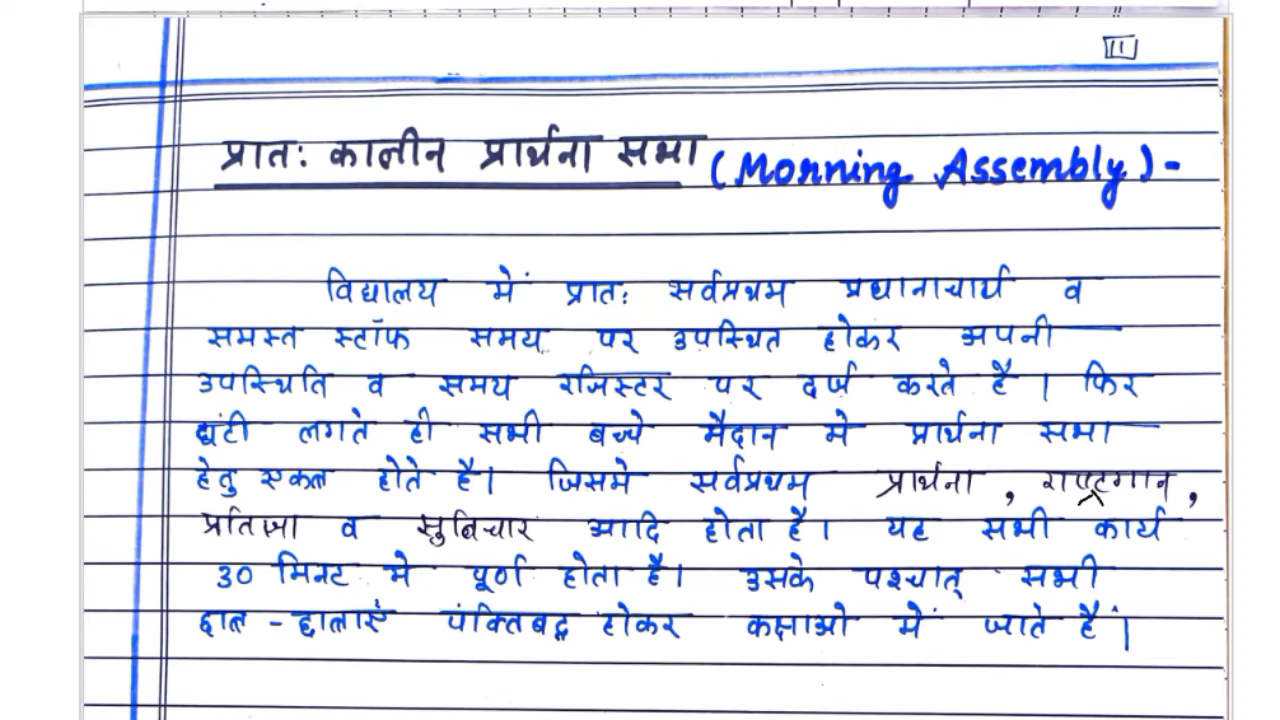 11
प्रातः कालीन प्रार्थना सभा (Morning Assembly) -
विद्यालय में प्रातः सर्वप्रथम प्रधानाचार्य व
समस्त स्टॉफ समय पर उपस्थित होकर अपनी
उपस्थिति व समय रजिस्टर पर दर्ज करते है । फिर
घंटी लगते ही सभी बच्चे मैदान मे प्रार्थना सभा
हेतु एकत्र होते है। जिसमे सर्वप्रथम प्रार्थना , राष्ट्रगान ,
प्रतिज्ञा व सुविचार आदि होता है। यह सभी कार्य
30 मिनट मे पूर्ण होता है। उसके पश्चात् सभी
छात्र - छात्राएँ पंक्तिबद्ध होकर कक्षाओ में जाते हैं।